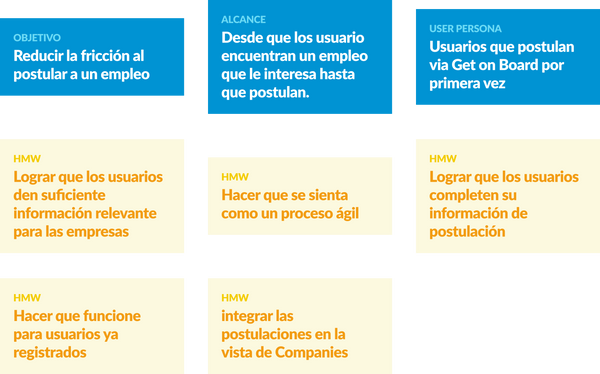 OBJETIVO
Reducir la fricción al
postular a un empleo
ALCANCE
Desde que los usuario
encuentran un empleo
que le interesa hasta
que postulan.
USER PERSONA
Usuarios que postulan
via Get on Board por
primera vez
HMW
Lograr que los usuarios
den suficiente
información relevante
para las empresas
HMW
Hacer que se sienta
como un proceso ágil
HMW
Lograr que los usuarios
completen su
información de
postulación
HMW
Hacer que funcione
para usuarios ya
registrados
HMW
integrar las
postulaciones en la
vista de Companies